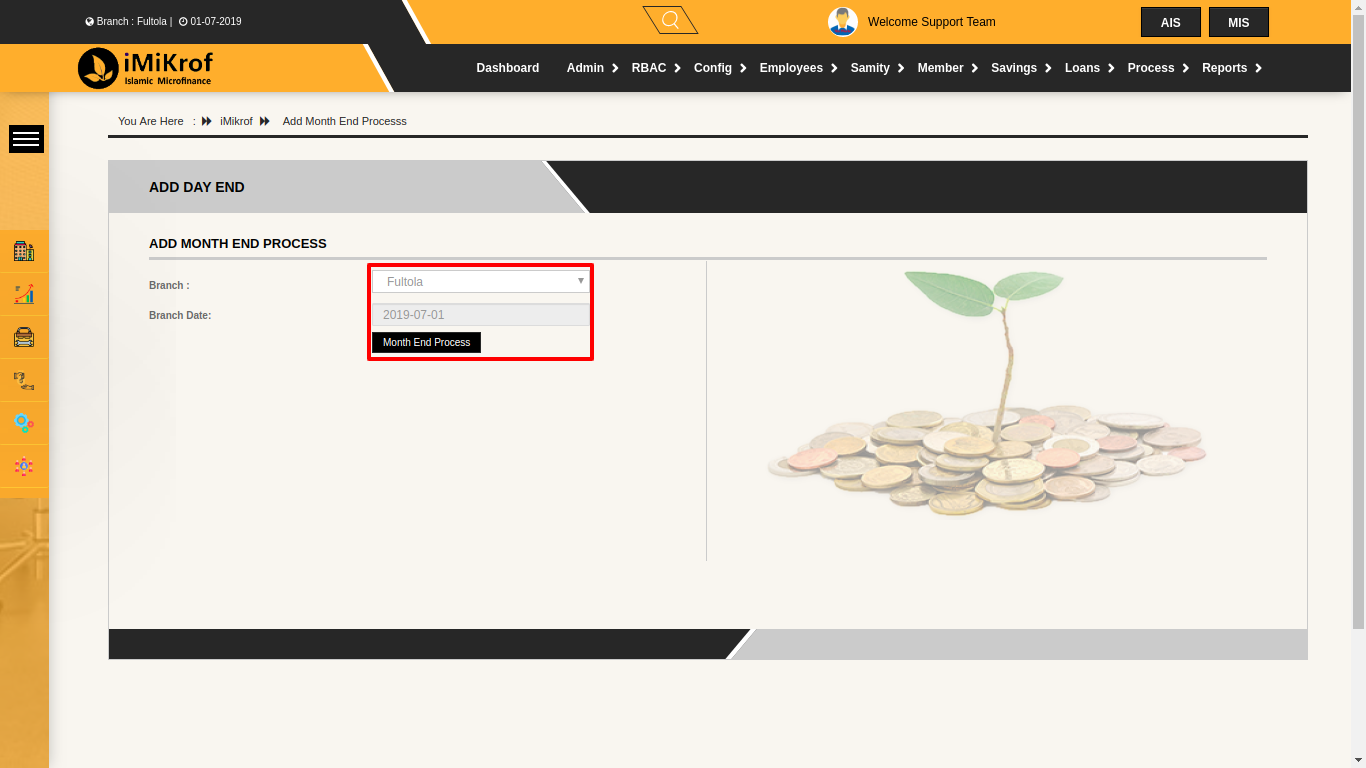 Branch : Fultola | 01-07-2019
Welcome Support Team
AIS
MIS
iMiKrof
Islamic Microfinance
Dashboard Admin RBAC Config Employees Samity Member Savings Loans Process Reports
You Are Here : iMikrof Add Month End Processs
ADD DAY END
ADD MONTH END PROCESS
Branch : Fultola
Branch Date: 2019-07-01
Month End Process